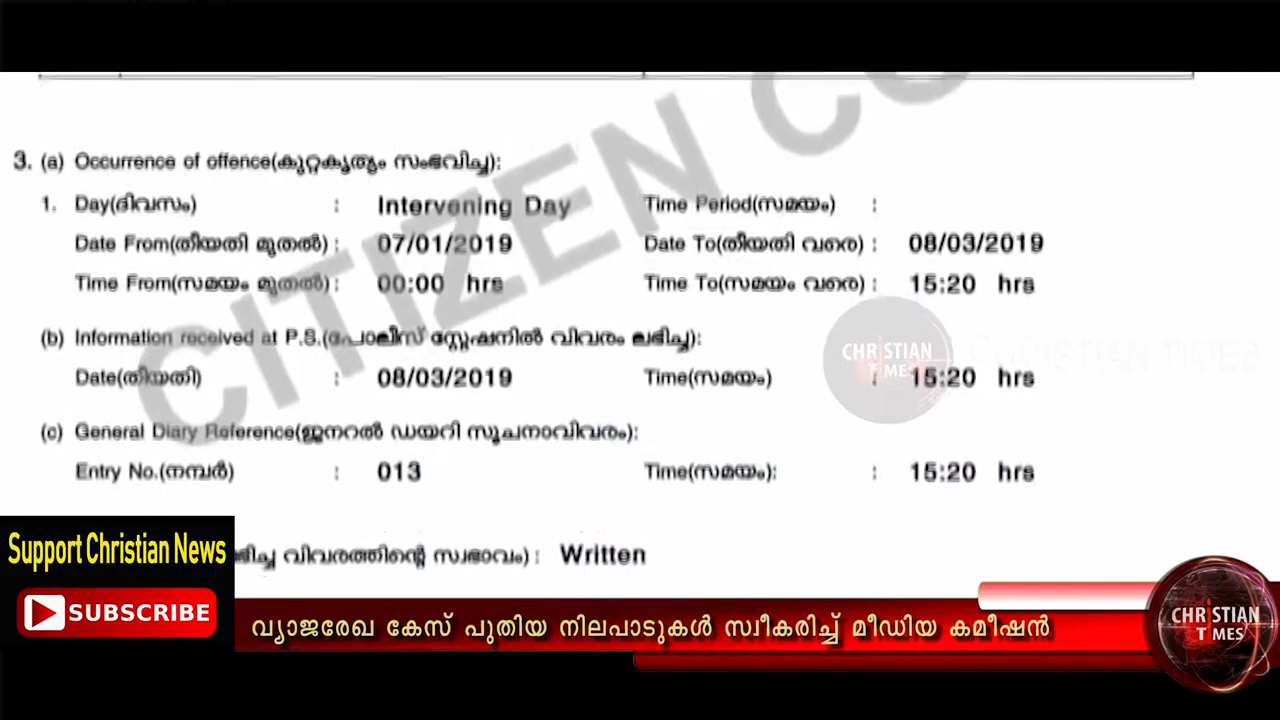 CITIZEN CO
3. (a) Occurrence of offence(കുറ്റകൃത്യം സംഭവിച്ച):
1. Day(ദിവസം) : Intervening Day Time Period(സമയം) :
Date From(തീയതി മുതൽ) : 07/01/2019 Date To(തീയതി വരെ) : 08/03/2019
Time From(സമയം മുതൽ) : 00:00 hrs Time To(സമയം വരെ) : 15:20 hrs
(b) Information received at P.S.(പോലീസ് സ്റ്റേഷനിൽ വിവരം ലഭിച്ച):
CHRISTIAN TIMES
CHRISTIAN TIMES
Date(തിയതി) : 08/03/2019 Time(സമയം) : 15:20 hrs
(c) General Diary Reference(ജനറൽ ഡയറി സൂചനാവിവരം):
Entry No.(നമ്പർ) : 013 Time(സമയം): : 15:20 hrs
ഭിച്ച വിവരത്തിന്റെ സ്വഭാവം) : Written
Support Christian News
SUBSCRIBE
വ്യാജരേഖ കേസ് പുതിയ നിലപാടുകൾ സ്വീകരിച്ച് മീഡിയ കമീഷൻ
CHRISTIAN
TIMES